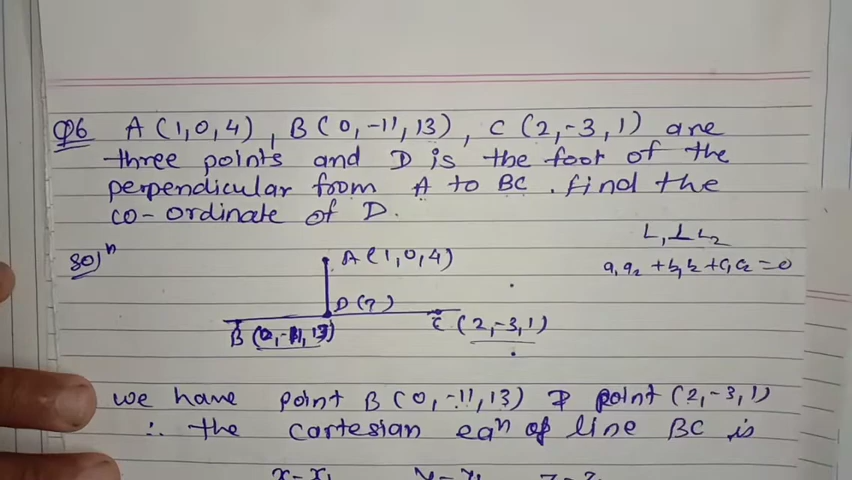 Q6 A (1,0,4), B(0,-11,13), C (2,-3,1) are
three points and D is the foot of the
perpendicular from A to BC. find the
co-ordinate of D.
Solⁿ
L₁⊥L₂
a₁a₂ + b₁b₂ + c₁c₂ = 0
A (1,0,4)
D(?)
B (0,-11,13)
C (2,-3,1)
we have point B (0,-11,13) & point (2,-3,1)
∴ the cartesian eqⁿ of line BC is
x-x₁ y-y₁ z-z₁